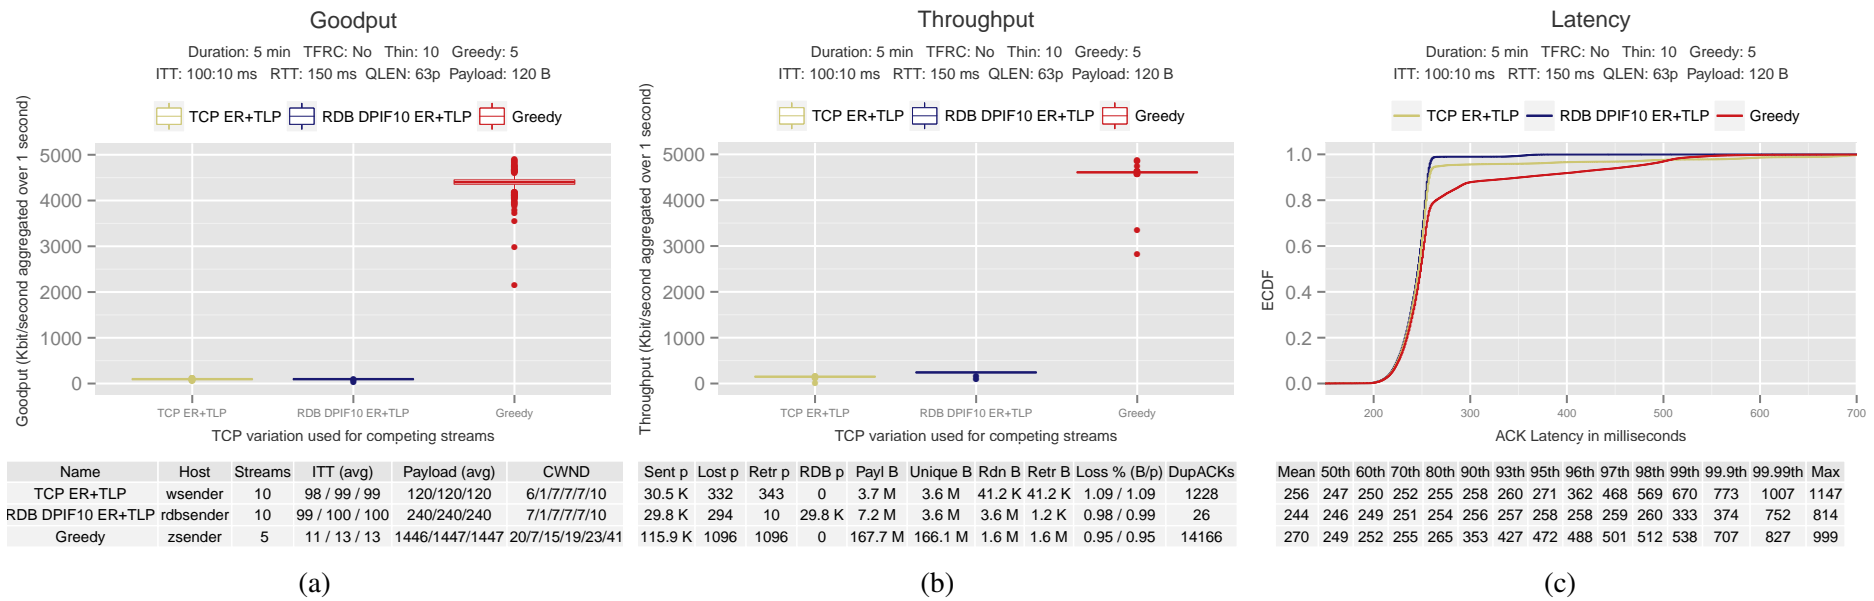 Goodput
Duration: 5 min TFRC: No Thin: 10 Greedy: 5
ITT: 100:10 ms RTT: 150 ms QLEN: 63p Payload: 120 B
TCP ER+TLP RDB DPIF10 ER+TLP Greedy
Goodput (Kbit/second aggregated over 1 second)
5000
4000
3000
2000
1000
0
TCP ER+TLP RDB DPIF10 ER+TLP Greedy
TCP variation used for competing streams
Name Host Streams ITT (avg) Payload (avg) CWND
TCP ER+TLP wsender 10 98 / 99 / 99 120/120/120 6/1/7/7/7/10
RDB DPIF10 ER+TLP rdbsender 10 99 / 100 / 100 240/240/240 7/1/7/7/7/10
Greedy zsender 5 11 / 13 / 13 1446/1447/1447 20/7/15/19/23/41
(a)
Throughput
Duration: 5 min TFRC: No Thin: 10 Greedy: 5
ITT: 100:10 ms RTT: 150 ms QLEN: 63p Payload: 120 B
TCP ER+TLP RDB DPIF10 ER+TLP Greedy
Throughput (Kbit/second aggregated over 1 second)
5000
4000
3000
2000
1000
0
TCP ER+TLP RDB DPIF10 ER+TLP Greedy
TCP variation used for competing streams
Sent p Lost p Retr p RDB p Payl B Unique B Rdn B Retr B Loss % (B/p) DupACKs
30.5 K 332 343 0 3.7 M 3.6 M 41.2 K 41.2 K 1.09 / 1.09 1228
29.8 K 294 10 29.8 K 7.2 M 3.6 M 3.6 M 1.2 K 0.98 / 0.99 26
115.9 K 1096 1096 0 167.7 M 166.1 M 1.6 M 1.6 M 0.95 / 0.95 14166
(b)
Latency
Duration: 5 min TFRC: No Thin: 10 Greedy: 5
ITT: 100:10 ms RTT: 150 ms QLEN: 63p Payload: 120 B
TCP ER+TLP RDB DPIF10 ER+TLP Greedy
ECDF
1.0
0.8
0.6
0.4
0.2
0.0
200 300 400 500 600 700
ACK Latency in milliseconds
Mean 50th 60th 70th 80th 90th 93th 95th 96th 97th 98th 99th 99.9th 99.99th Max
256 247 250 252 255 258 260 271 362 468 569 670 773 1007 1147
244 246 249 251 254 256 257 258 258 259 260 333 374 752 814
270 249 252 255 265 353 427 472 488 501 512 538 707 827 999
(c)